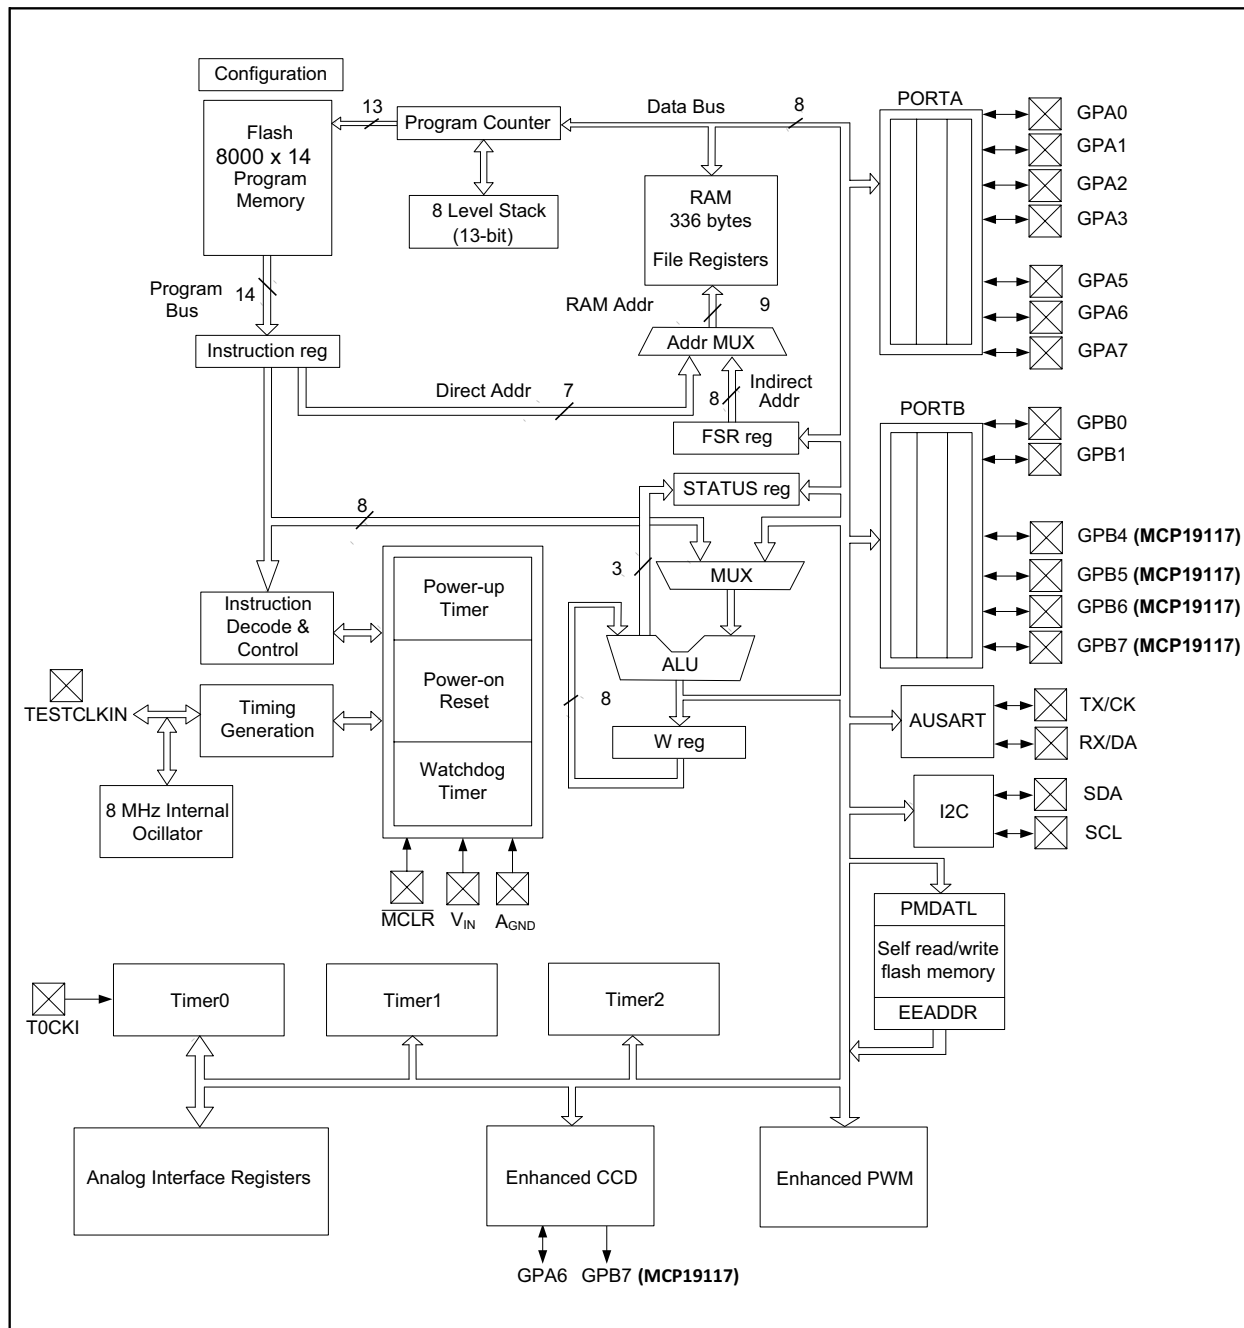 Configuration
Flash
8000 x 14
Program
Memory
13
Program Counter
8 Level Stack
(13-bit)
Data Bus
8
RAM
336 bytes
File Registers
RAM Addr
9
Addr MUX
Program
Bus
14
Instruction reg
Direct Addr
7
8
Indirect
Addr
FSR reg
STATUS reg
8
3
MUX
ALU
8
W reg
Instruction
Decode &
Control
Power-up
Timer
Power-on
Reset
Watchdog
Timer
TESTCLKIN
Timing
Generation
8 MHz Internal
Ocillator
MCLR
VIN
AGND
PORTA
GPA0
GPA1
GPA2
GPA3
GPA5
GPA6
GPA7
PORTB
GPB0
GPB1
GPB4 (MCP19117)
GPB5 (MCP19117)
GPB6 (MCP19117)
GPB7 (MCP19117)
AUSART
TX/CK
RX/DA
I2C
SDA
SCL
PMDATL
Self read/write
flash memory
EEADDR
T0CKI
Timer0
Timer1
Timer2
Analog Interface Registers
Enhanced CCD
Enhanced PWM
GPA6
GPB7 (MCP19117)